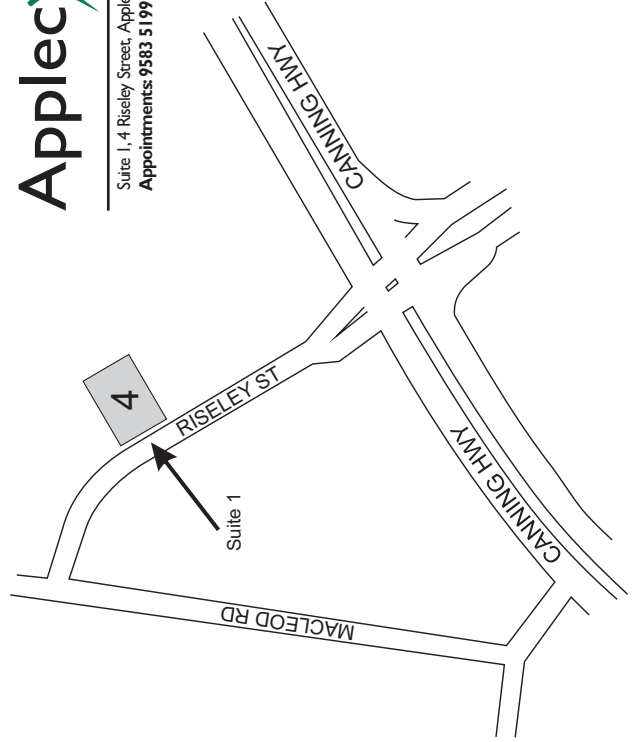 Applec
Suite 1, 4 Riseley Street, Apple
Appointments: 9583 5199
CANNING HWY
4
RISELEY ST
Suite 1
CANNING HWY
MACLEOD RD